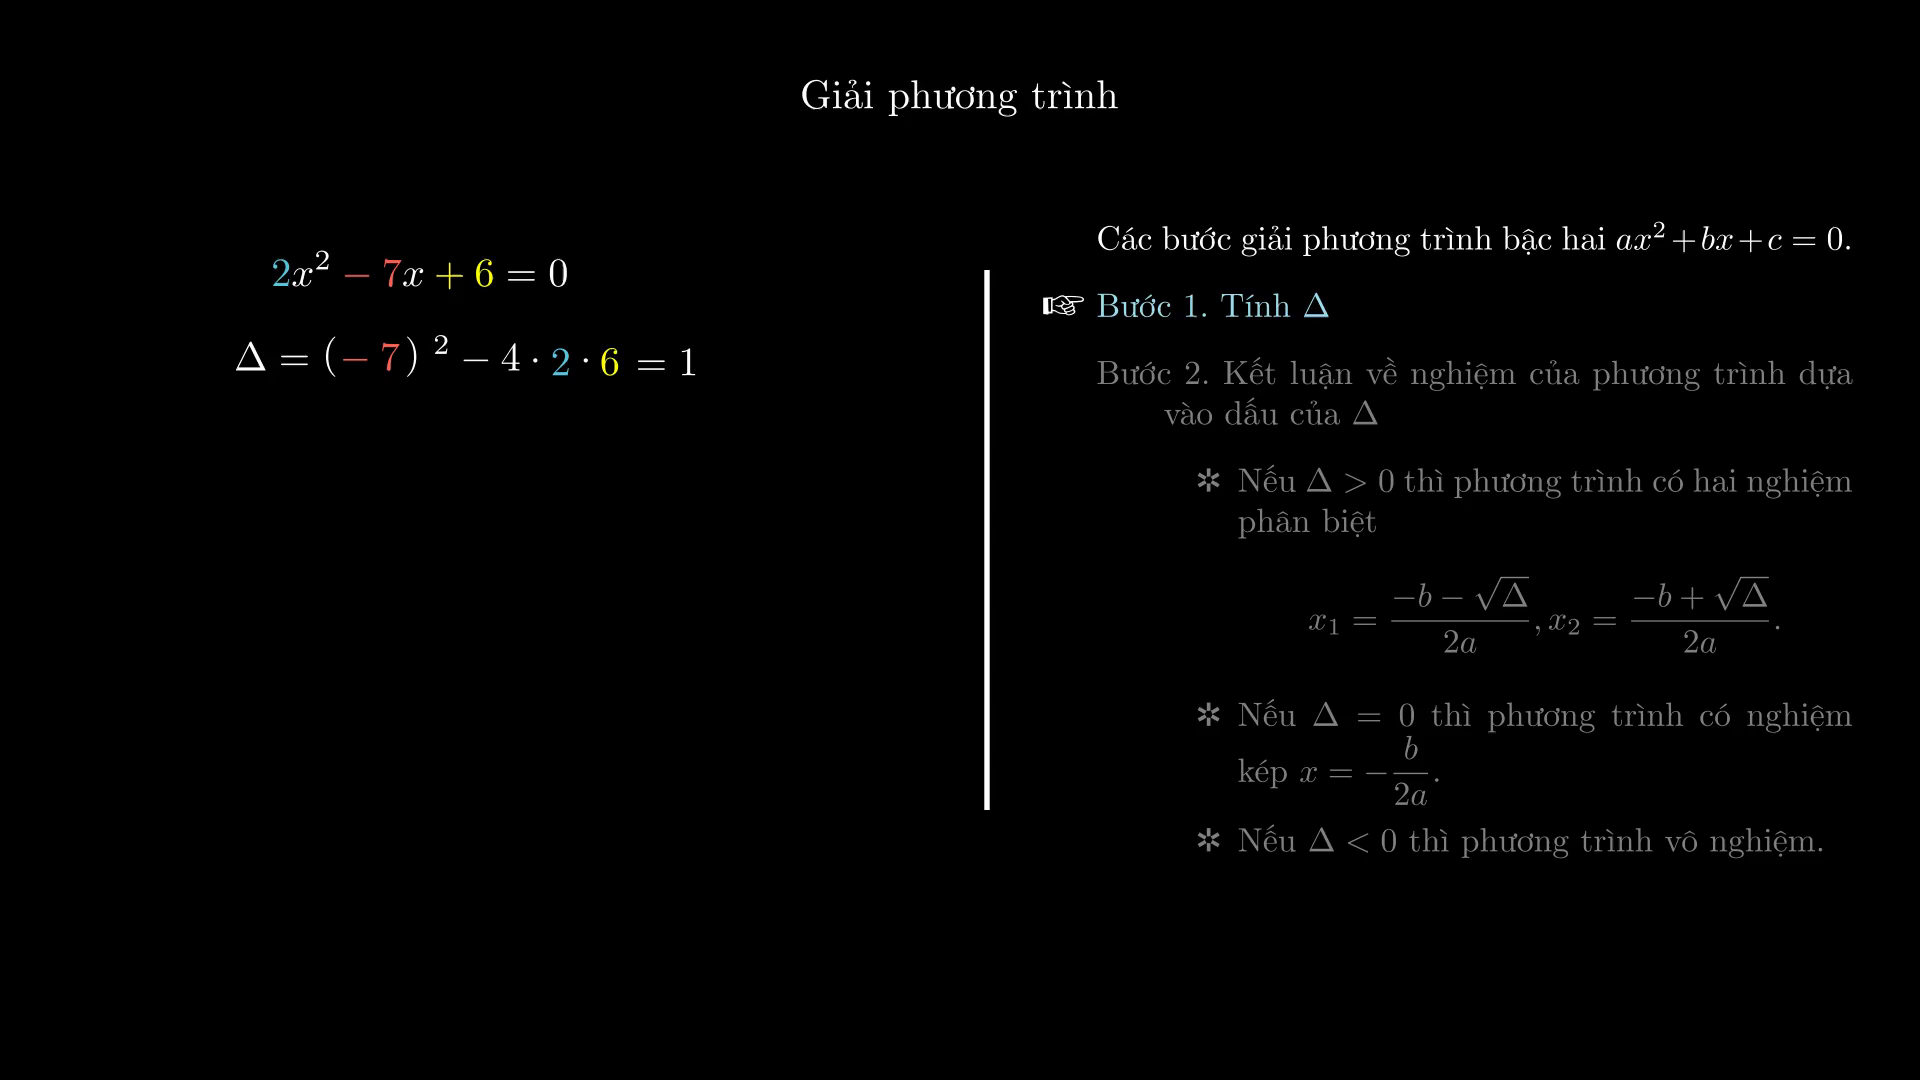 Giải phương trình
2x² − 7x + 6 = 0
Δ = (− 7) ² − 4 · 2 · 6 = 1
Các bước giải phương trình bậc hai ax² + bx + c = 0.
☞ Bước 1. Tính Δ
Bước 2. Kết luận về nghiệm của phương trình dựa
vào dấu của Δ
✲ Nếu Δ > 0 thì phương trình có hai nghiệm
phân biệt
x₁ = \frac{−b − √Δ}{2a}, x₂ = \frac{−b + √Δ}{2a}.
✲ Nếu Δ = 0 thì phương trình có nghiệm
kép x = −\frac{b}{2a}.
✲ Nếu Δ < 0 thì phương trình vô nghiệm.